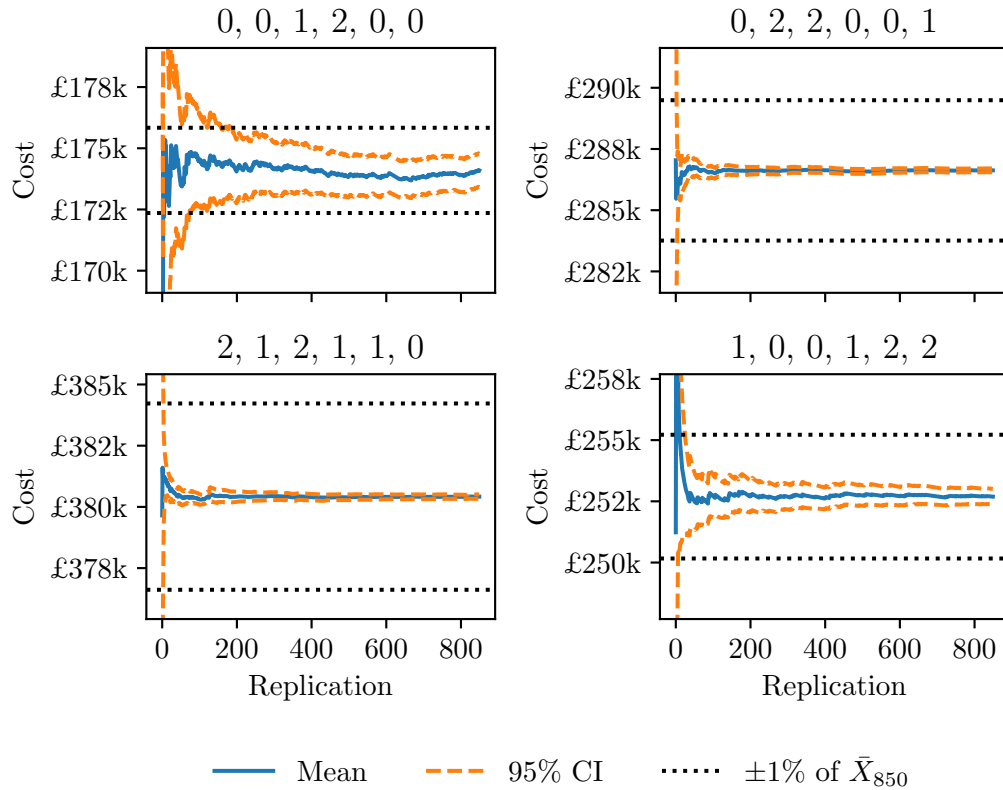 0, 0, 1, 2, 0, 0
£178k
£175k
£172k
£170k
Cost
0, 2, 2, 0, 0, 1
£290k
£288k
£285k
£282k
Cost
2, 1, 2, 1, 1, 0
£385k
£382k
£380k
£378k
Cost
0 200 400 600 800
Replication
1, 0, 0, 1, 2, 2
£258k
£255k
£252k
£250k
Cost
0 200 400 600 800
Replication
Mean 95% CI ±1% of X̄₈₅₀